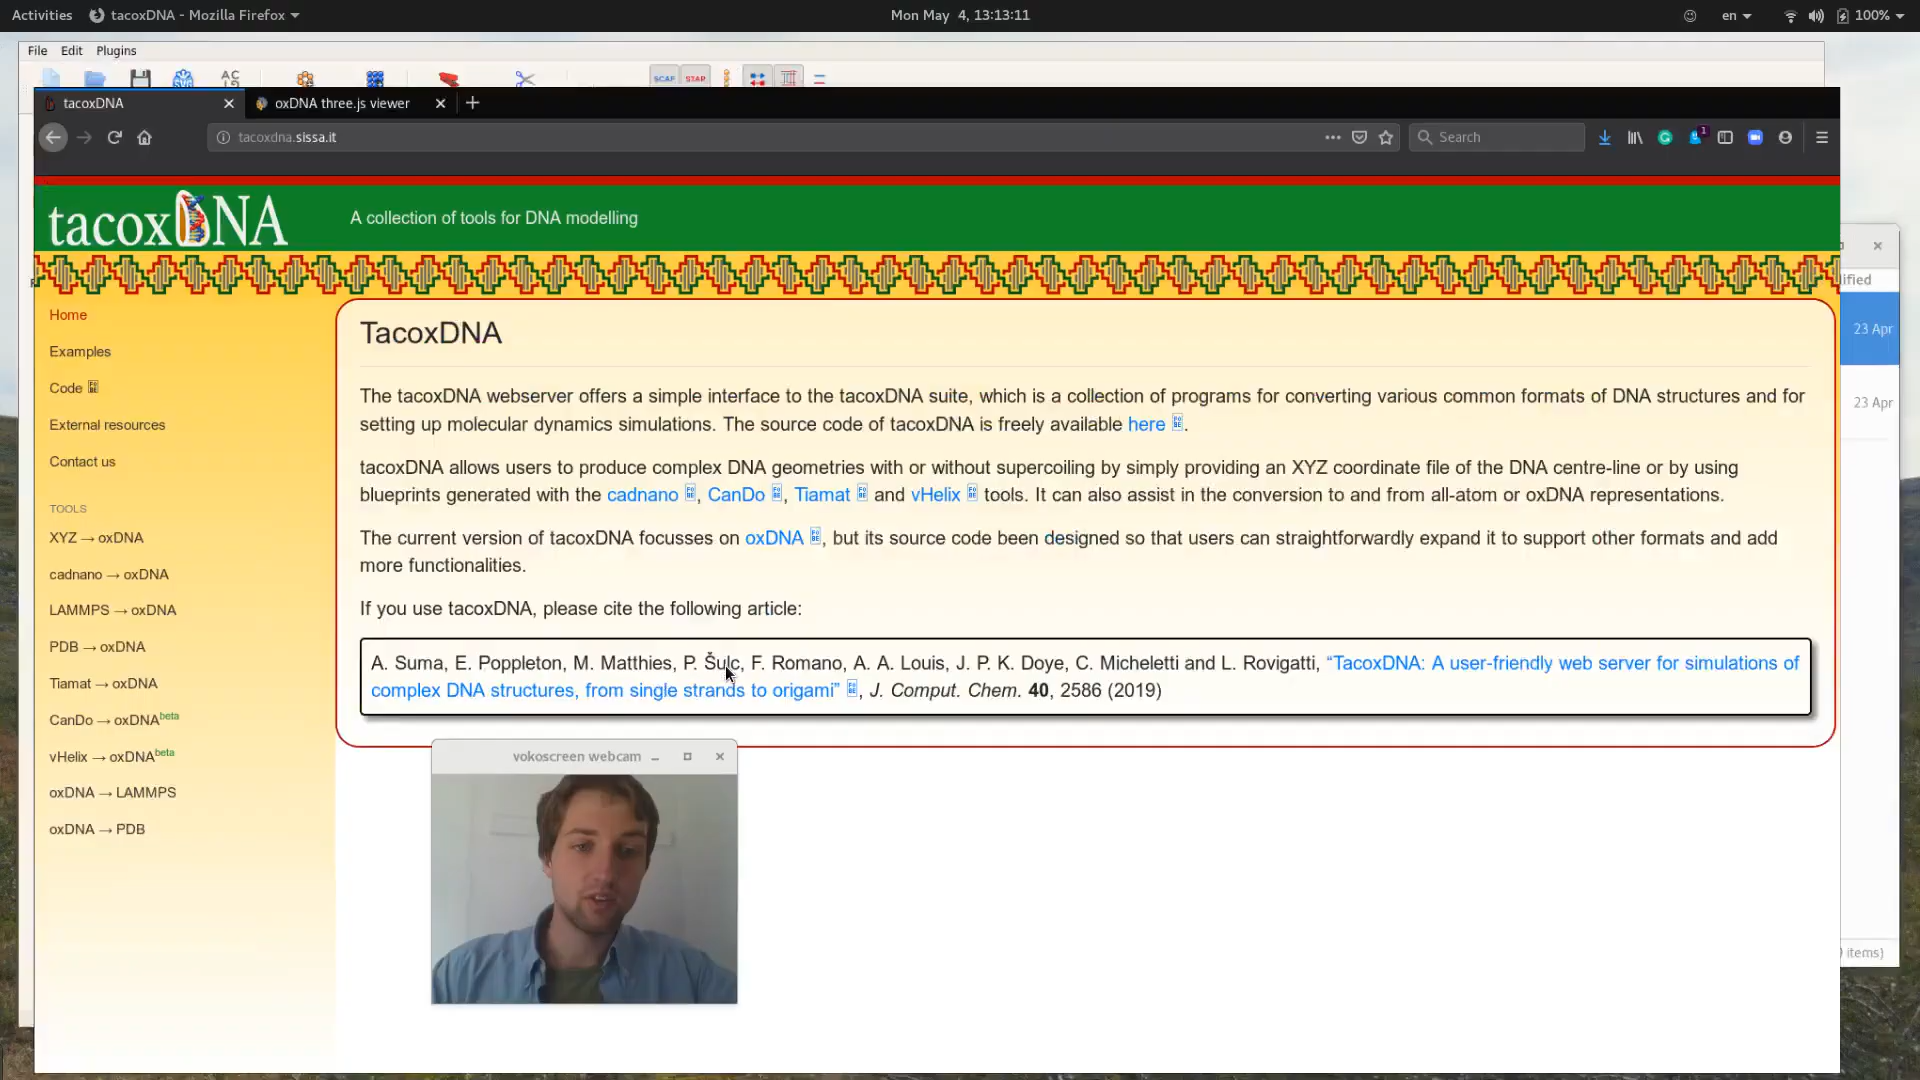 Activities tacoxDNA - Mozilla Firefox Mon May 4, 13:13:11 en 100%
File Edit Plugins
SCAF STAP
tacoxDNA oxDNA three.js viewer
tacoxdna.sissa.it Search 1
tacoxDNA A collection of tools for DNA modelling
lified
23 Apr
23 Apr
items)
Home
Examples
Code
External resources
Contact us
TOOLS
XYZ → oxDNA
cadnano → oxDNA
LAMMPS → oxDNA
PDB → oxDNA
Tiamat → oxDNA
CanDo → oxDNA beta
vHelix → oxDNA beta
oxDNA → LAMMPS
oxDNA → PDB
TacoxDNA
The tacoxDNA webserver offers a simple interface to the tacoxDNA suite, which is a collection of programs for converting various common formats of DNA structures and for
setting up molecular dynamics simulations. The source code of tacoxDNA is freely available here .
tacoxDNA allows users to produce complex DNA geometries with or without supercoiling by simply providing an XYZ coordinate file of the DNA centre-line or by using
blueprints generated with the cadnano , CanDo , Tiamat and vHelix tools. It can also assist in the conversion to and from all-atom or oxDNA representations.
The current version of tacoxDNA focusses on oxDNA , but its source code been designed so that users can straightforwardly expand it to support other formats and add
more functionalities.
If you use tacoxDNA, please cite the following article:
A. Suma, E. Poppleton, M. Matthies, P. Šulc, F. Romano, A. A. Louis, J. P. K. Doye, C. Micheletti and L. Rovigatti, “TacoxDNA: A user-friendly web server for simulations of
complex DNA structures, from single strands to origami” , J. Comput. Chem. 40, 2586 (2019)
vokoscreen webcam